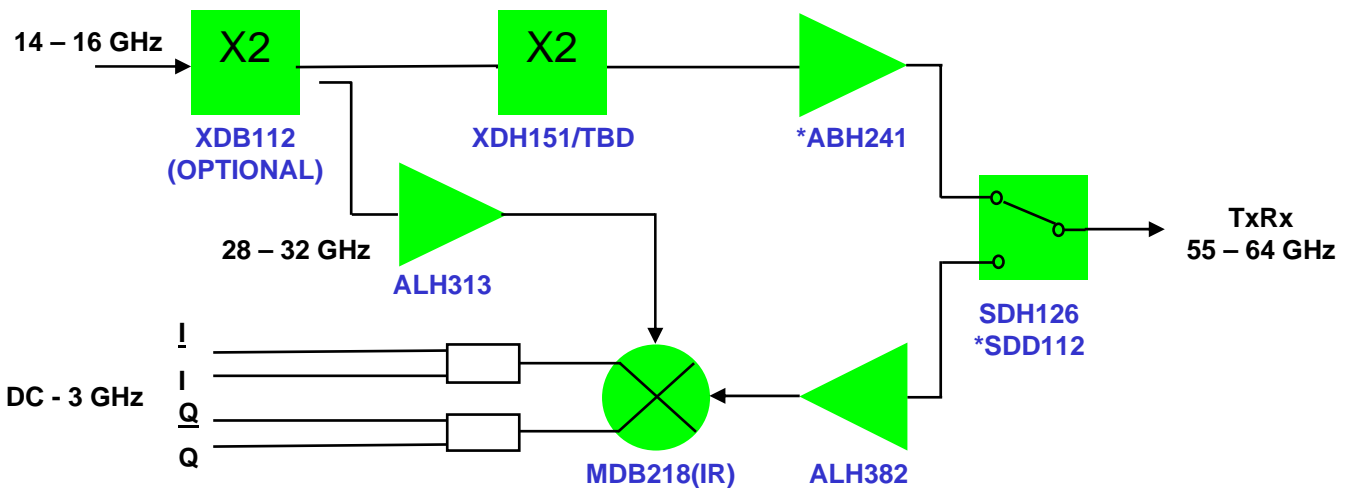 14 – 16 GHz
X2
X2
XDB112
(OPTIONAL)
XDH151/TBD
*ABH241
28 – 32 GHz
ALH313
TxRx
55 – 64 GHz
SDH126
*SDD112
I
I
DC - 3 GHz
Q
Q
MDB218(IR)
ALH382